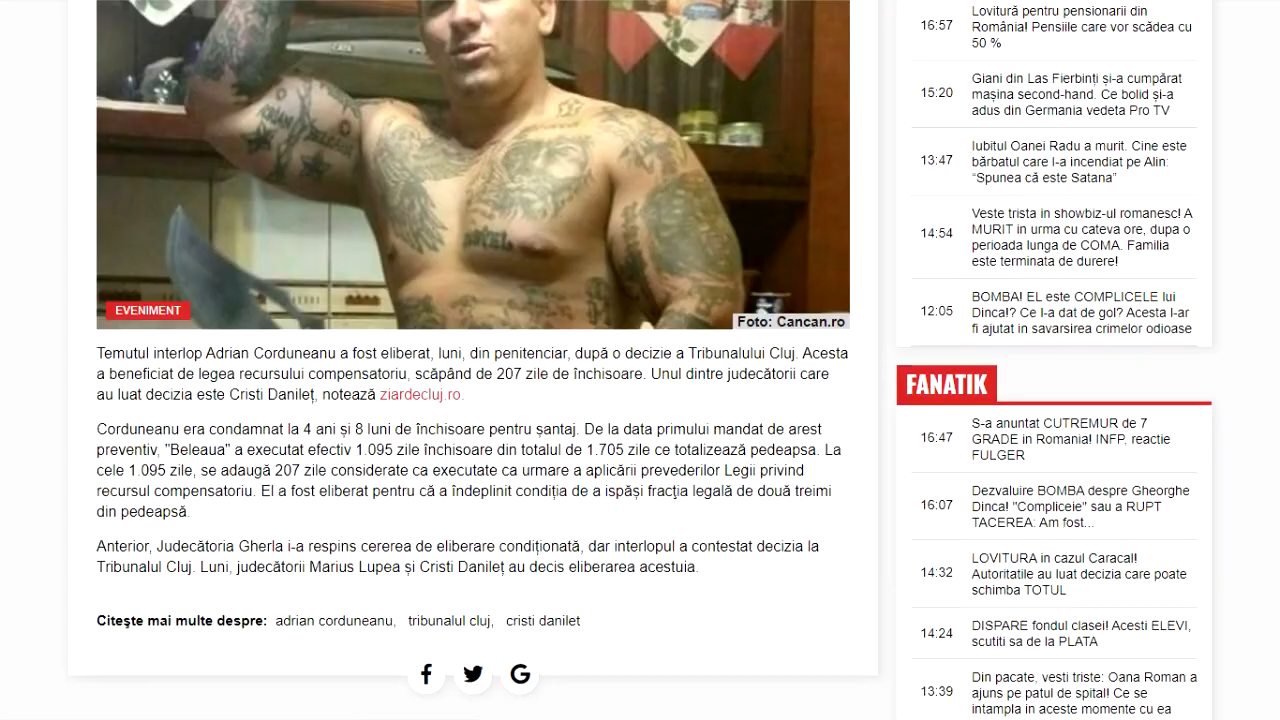 EVENIMENT
Foto: Cancan.ro
Temutul interlop Adrian Corduneanu a fost eliberat, luni, din penitenciar, după o decizie a Tribunalului Cluj. Acesta
a beneficiat de legea recursului compensatoriu, scăpând de 207 zile de închisoare. Unul dintre judecătorii care
au luat decizia este Cristi Danileț, notează ziardecluj.ro.
Corduneanu era condamnat la 4 ani și 8 luni de închisoare pentru șantaj. De la data primului mandat de arest
preventiv, "Beleaua" a executat efectiv 1.095 zile închisoare din totalul de 1.705 zile ce totalizează pedeapsa. La
cele 1.095 zile, se adaugă 207 zile considerate ca executate ca urmare a aplicării prevederilor Legii privind
recursul compensatoriu. El a fost eliberat pentru că a îndeplinit condiția de a ispăși fracția legală de două treimi
din pedeapsă.
Anterior, Judecătoria Gherla i-a respins cererea de eliberare condiționată, dar interlopul a contestat decizia la
Tribunalul Cluj. Luni, judecătorii Marius Lupea și Cristi Danileț au decis eliberarea acestuia.
Citeşte mai multe despre: adrian corduneanu, tribunalul cluj, cristi danilet
Lovitură pentru pensionarii din
16:57 România! Pensiile care vor scădea cu
50 %
Giani din Las Fierbinți și-a cumpărat
15:20 mașina second-hand. Ce bolid și-a
adus din Germania vedeta Pro TV
Iubitul Oanei Radu a murit. Cine este
13:47 bărbatul care l-a incendiat pe Alin:
“Spunea că este Satana”
Veste trista in showbiz-ul romanesc! A
14:54 MURIT in urma cu cateva ore, dupa o
perioada lunga de COMA. Familia
este terminata de durere!
BOMBA! EL este COMPLICELE lui
12:05 Dinca!? Ce l-a dat de gol? Acesta l-ar
fi ajutat in savarsirea crimelor odioase
FANATIK
S-a anuntat CUTREMUR de 7
16:47 GRADE in Romania! INFP, reactie
FULGER
Dezvaluire BOMBA despre Gheorghe
16:07 Dinca! "Compliceie" sau a RUPT
TACEREA: Am fost...
LOVITURA in cazul Caracal!
14:32 Autoritatile au luat decizia care poate
schimba TOTUL
14:24 DISPARE fondul clasei! Acesti ELEVI,
scutiti sa de la PLATA
Din pacate, vesti triste: Oana Roman a
13:39 ajuns pe patul de spital! Ce se
intampla in aceste momente cu ea